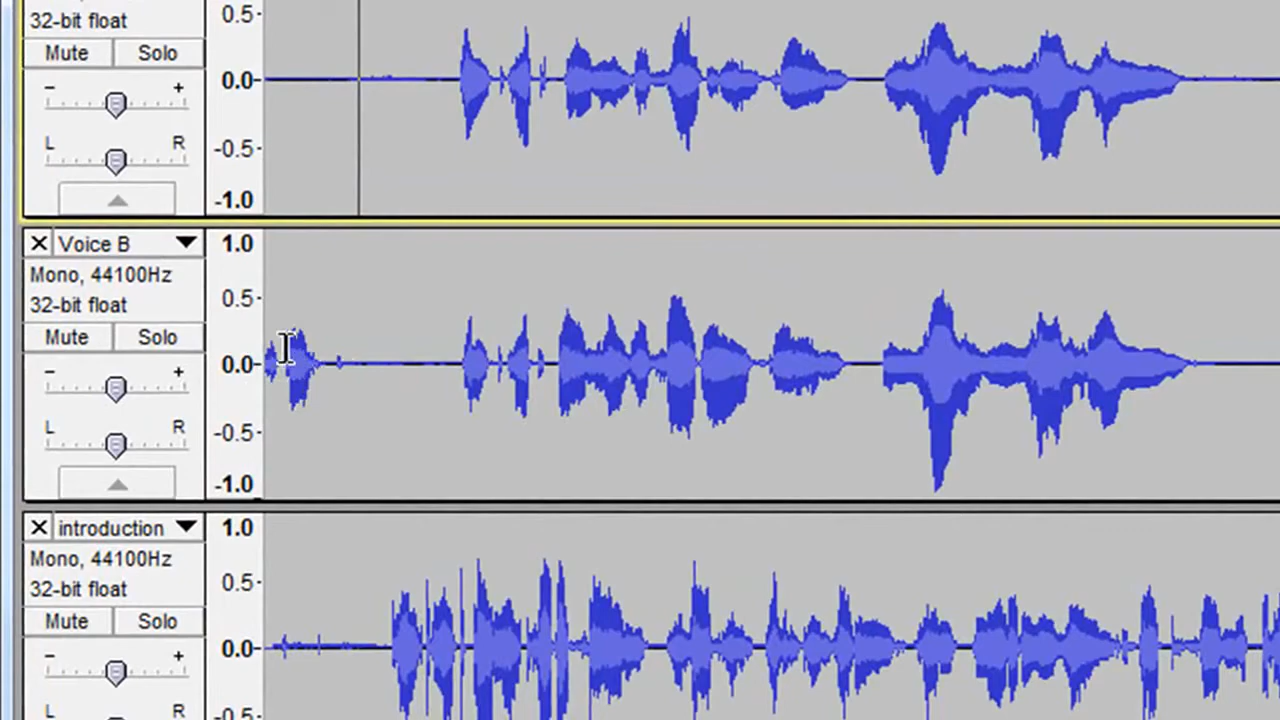 0.5-
32-bit float
Mute Solo
0.0-
- +
L R
-0.5-
-1.0
Voice B 1.0
Mono, 44100Hz
32-bit float 0.5-
Mute Solo
0.0-
- +
L R
-0.5-
-1.0
introduction 1.0
Mono, 44100Hz
32-bit float 0.5-
Mute Solo
0.0-
- +
L R
-0.5-